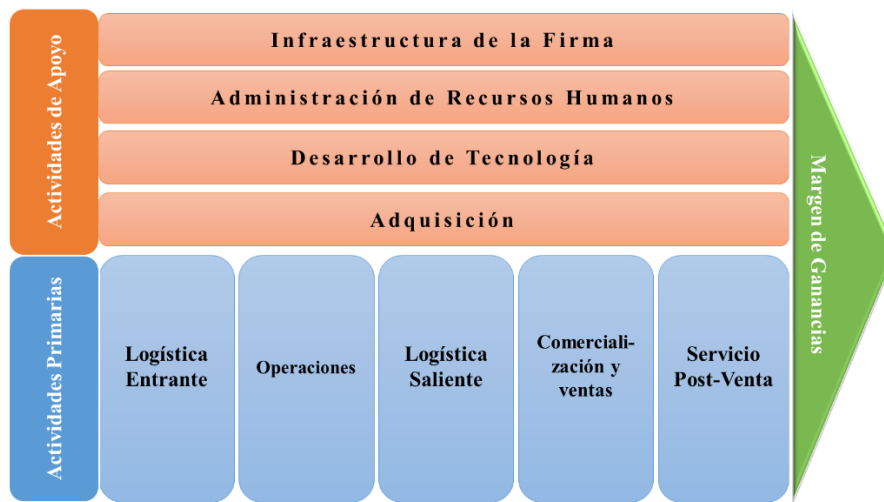 Actividades de Apoyo
Infraestructura de la Firma
Administración de Recursos Humanos
Desarrollo de Tecnología
Adquisición
Actividades Primarias
Logística
Entrante
Operaciones
Logística
Saliente
Comerciali-
zación y
ventas
Servicio
Post-Venta
Margen de Ganancias